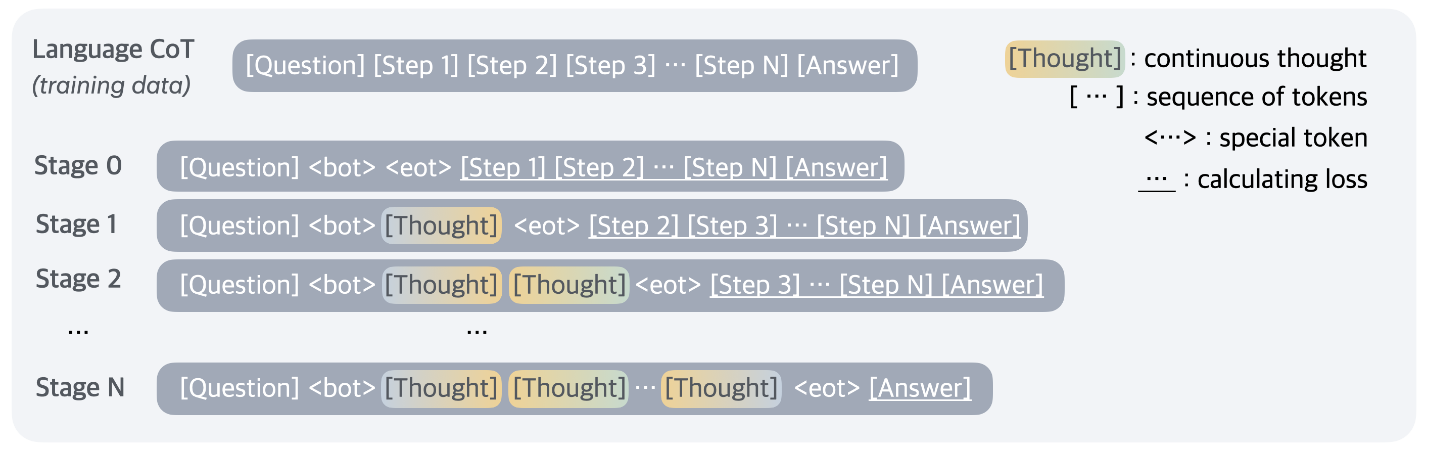 Language CoT
(training data)
[Question] [Step 1] [Step 2] [Step 3] ··· [Step N] [Answer]
[Thought] : continuous thought
[ ··· ] : sequence of tokens
<···> : special token
··· : calculating loss
Stage 0
[Question] <bot> <eot> [Step 1] [Step 2] ··· [Step N] [Answer]
Stage 1
[Question] <bot> [Thought] <eot> [Step 2] [Step 3] ··· [Step N] [Answer]
Stage 2
[Question] <bot> [Thought] [Thought] <eot> [Step 3] ··· [Step N] [Answer]
... ...
Stage N
[Question] <bot> [Thought] [Thought] ··· [Thought] <eot> [Answer]